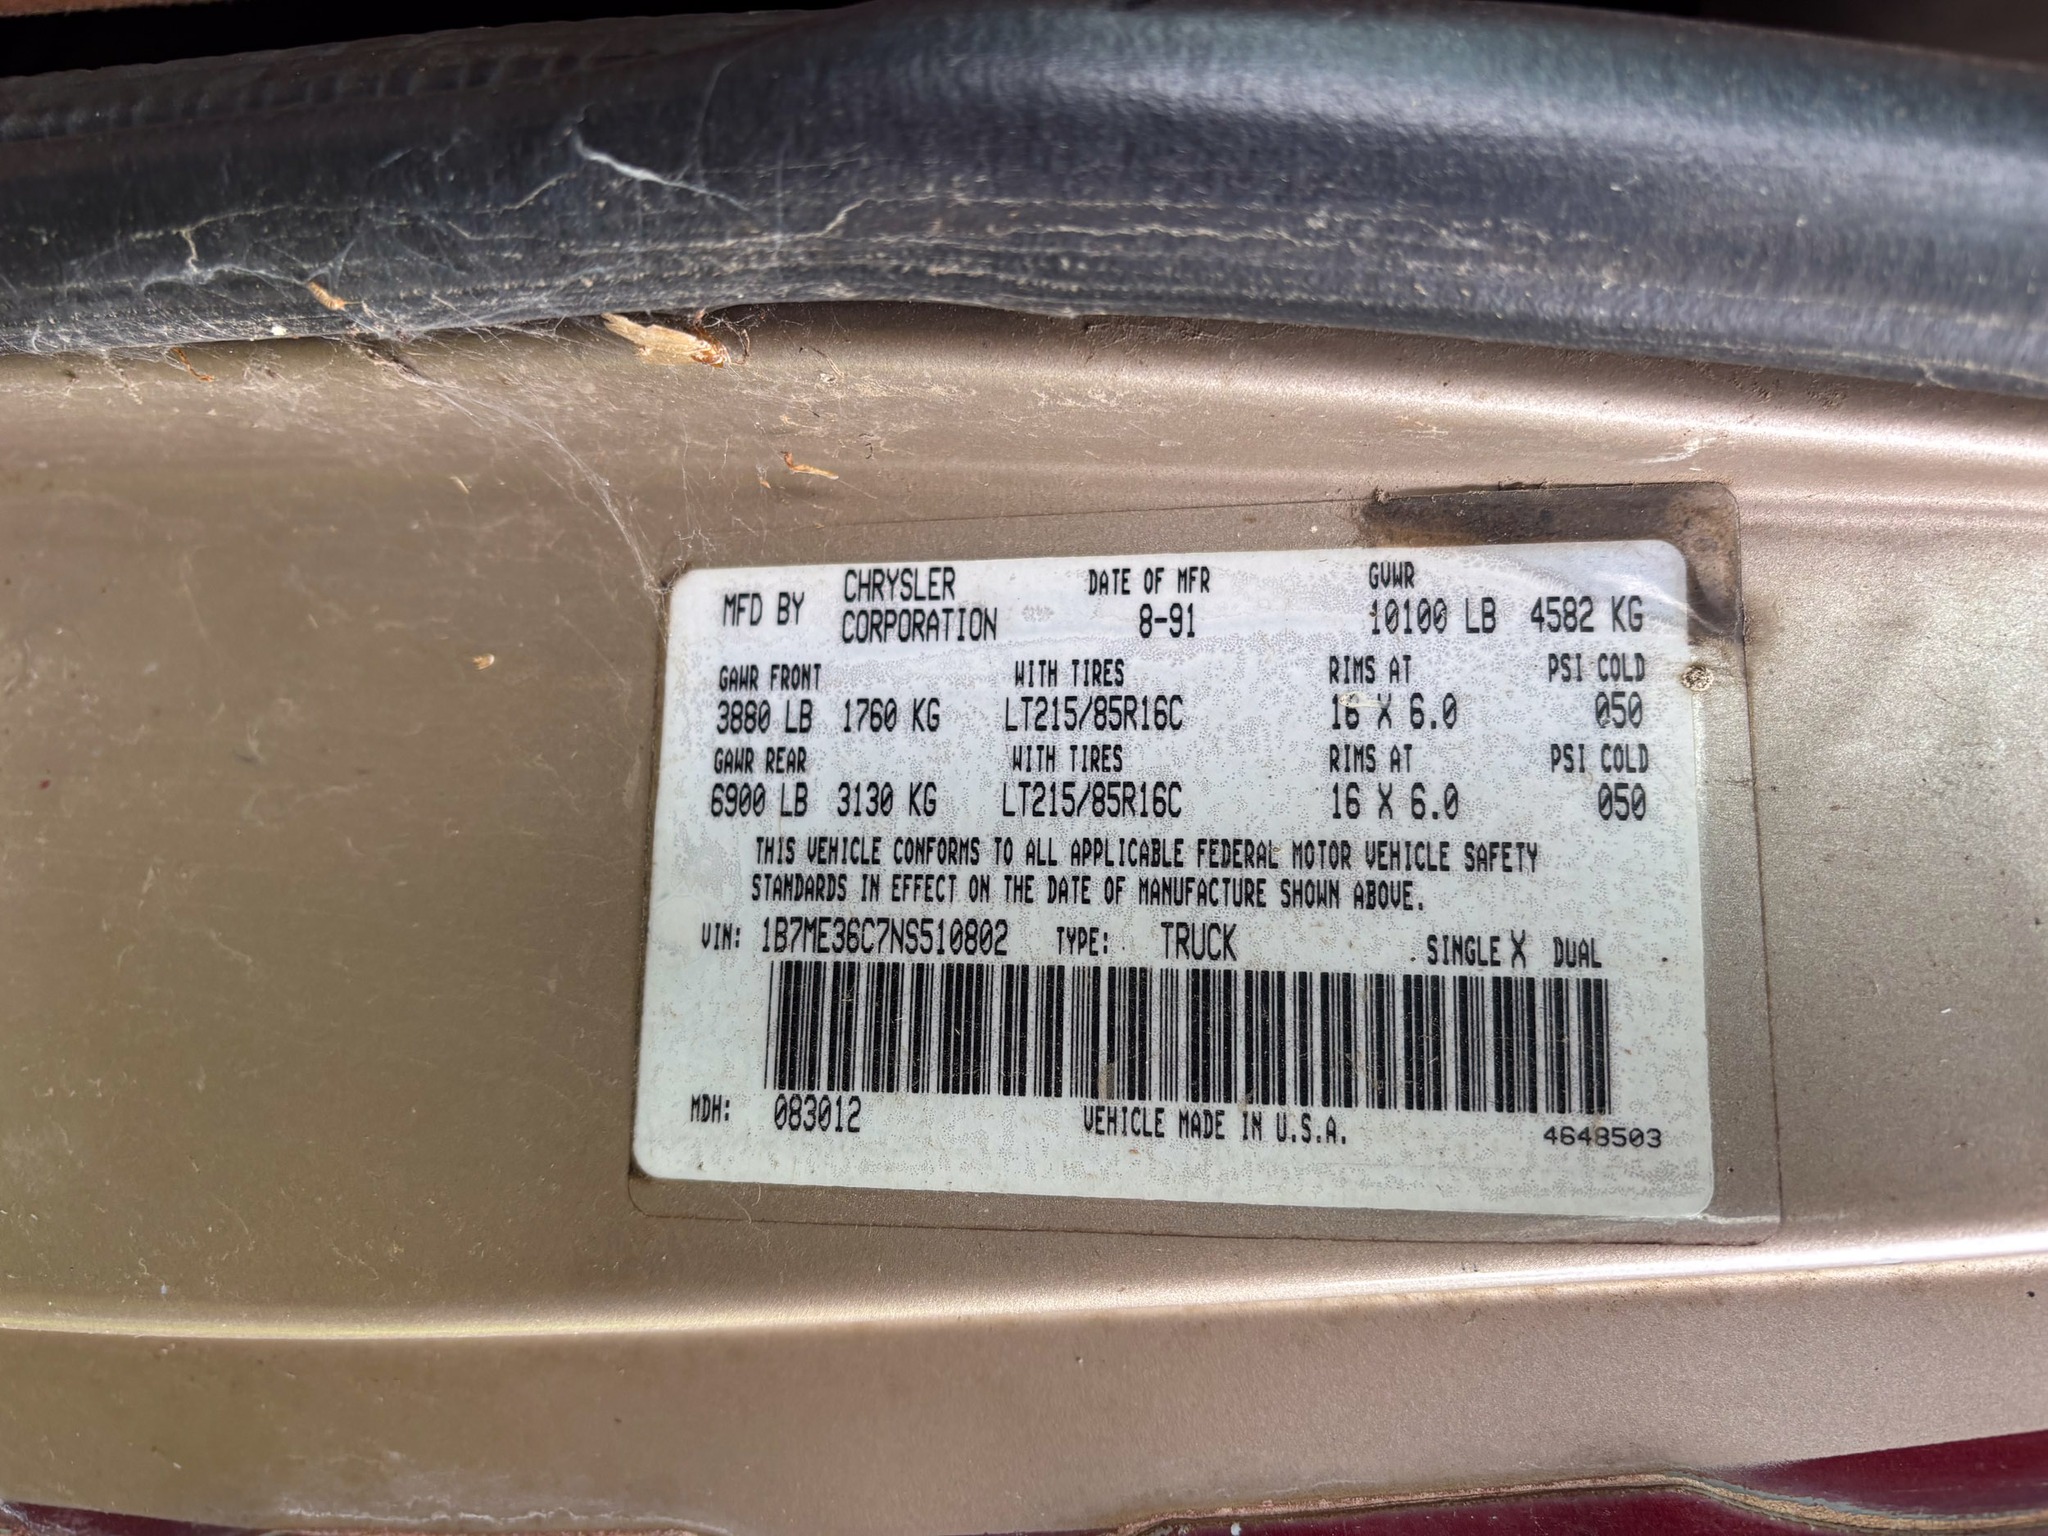 MFD BY CHRYSLER CORPORATION DATE OF MFR 8-91 GVWR 10100 LB 4582 KG
GAWR FRONT WITH TIRES RIMS AT PSI COLD
3880 LB 1760 KG LT215/85R16C 16 X 6.0 050
GAWR REAR WITH TIRES RIMS AT PSI COLD
6900 LB 3130 KG LT215/85R16C 16 X 6.0 050
THIS VEHICLE CONFORMS TO ALL APPLICABLE FEDERAL MOTOR VEHICLE SAFETY
STANDARDS IN EFFECT ON THE DATE OF MANUFACTURE SHOWN ABOVE.
VIN: 1B7ME36C7NS510802 TYPE: TRUCK SINGLE X DUAL
MDH: 083012 VEHICLE MADE IN U.S.A. 4648503